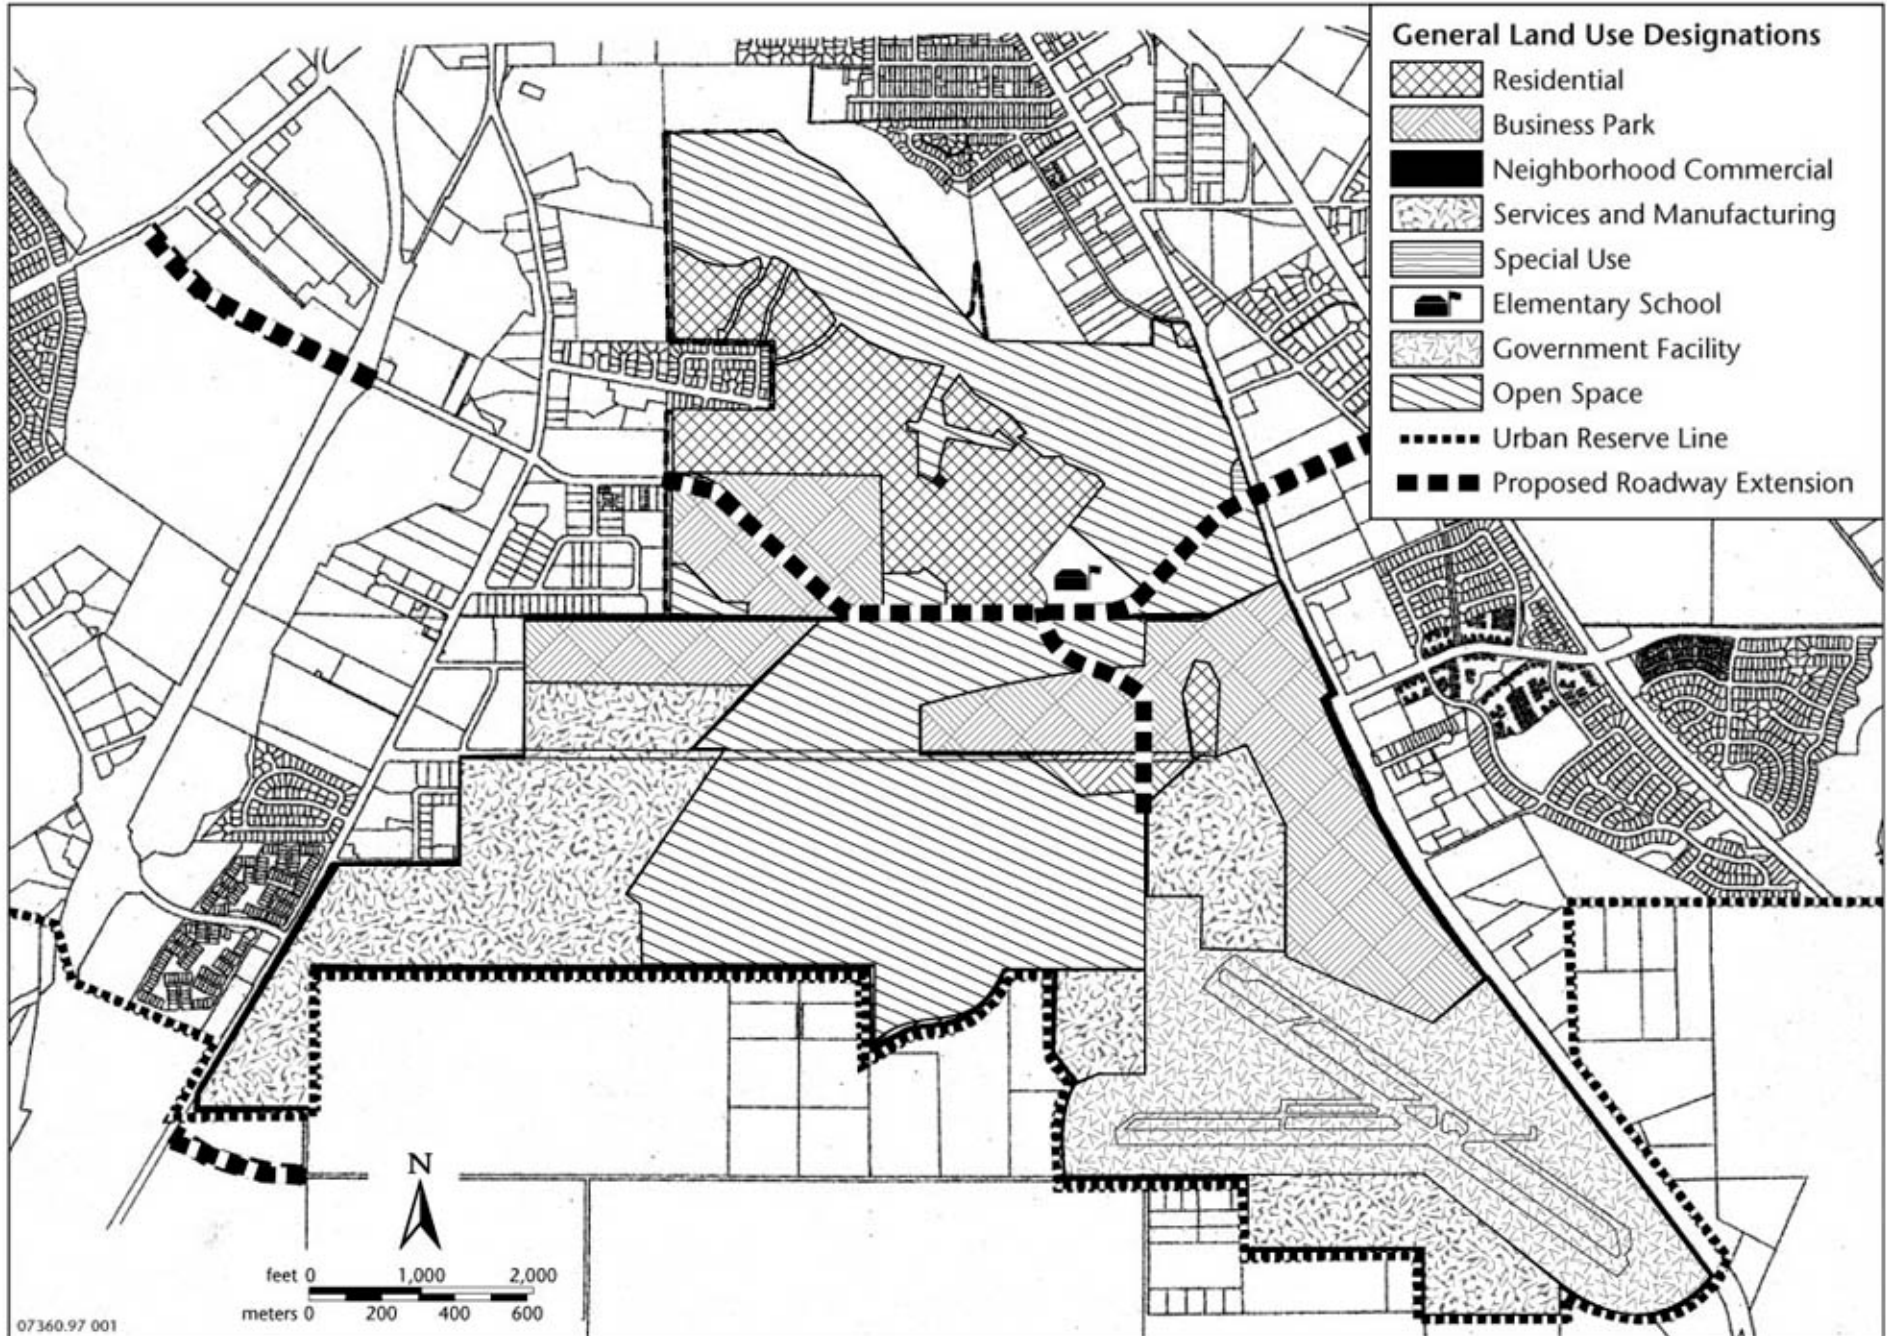 General Land Use Designations
Residential
Business Park
Neighborhood Commercial
Services and Manufacturing
Special Use
Elementary School
Government Facility
Open Space
Urban Reserve Line
Proposed Roadway Extension
N
feet 0 1,000 2,000
meters 0 200 400 600
07360.97 001